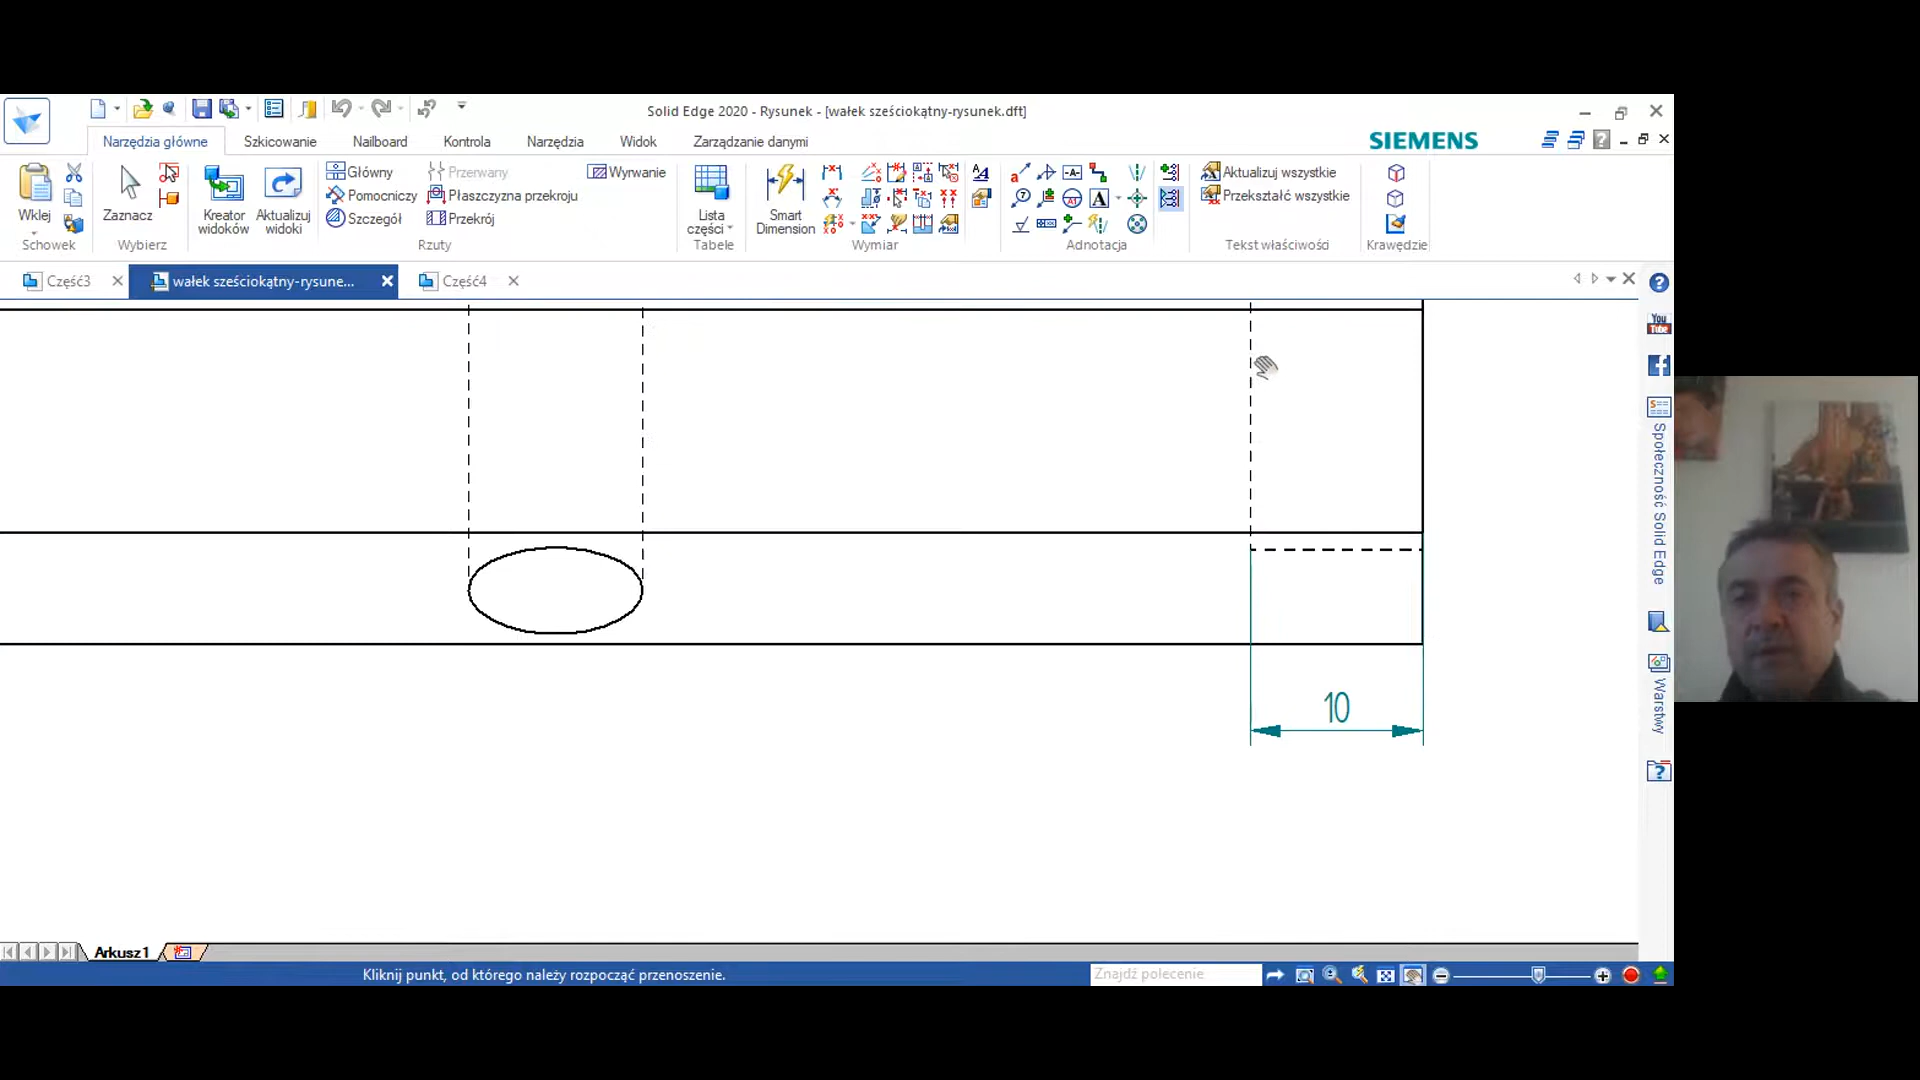 Solid Edge 2020 - Rysunek - [wałek sześciokątny-rysunek.dft]
Narzędzia główne Szkicowanie Nailboard Kontrola Narzędzia Widok Zarządzanie danymi
SIEMENS
Wklej
Schowek
Zaznacz
Wybierz
Kreator widoków
Aktualizuj widoki
Główny
Pomocniczy
Szczegół
Przerwany
Płaszczyzna przekroju
Przekrój
Wyrwanie
Rzuty
Lista części
Tabele
Smart Dimension
Wymiar
Adnotacja
Aktualizuj wszystkie
Przekształć wszystkie
Tekst właściwości
Krawędzie
Część3
wałek sześciokątny-rysune...
Część4
You Tube
Społeczność Solid Edge
Warstwy
10
Arkusz1
Kliknij punkt, od którego należy rozpocząć przenoszenie.
Znajdź polecenie